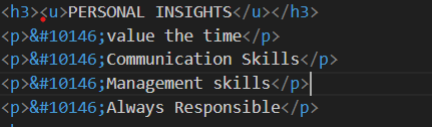 <h3><u>PERSONAL INSIGHTS</u></h3>
<p>&#10146;value the time</p>
<p>&#10146;Communication Skills</p>
<p>&#10146;Management skills</p>
<p>&#10146;Always Responsible</p>